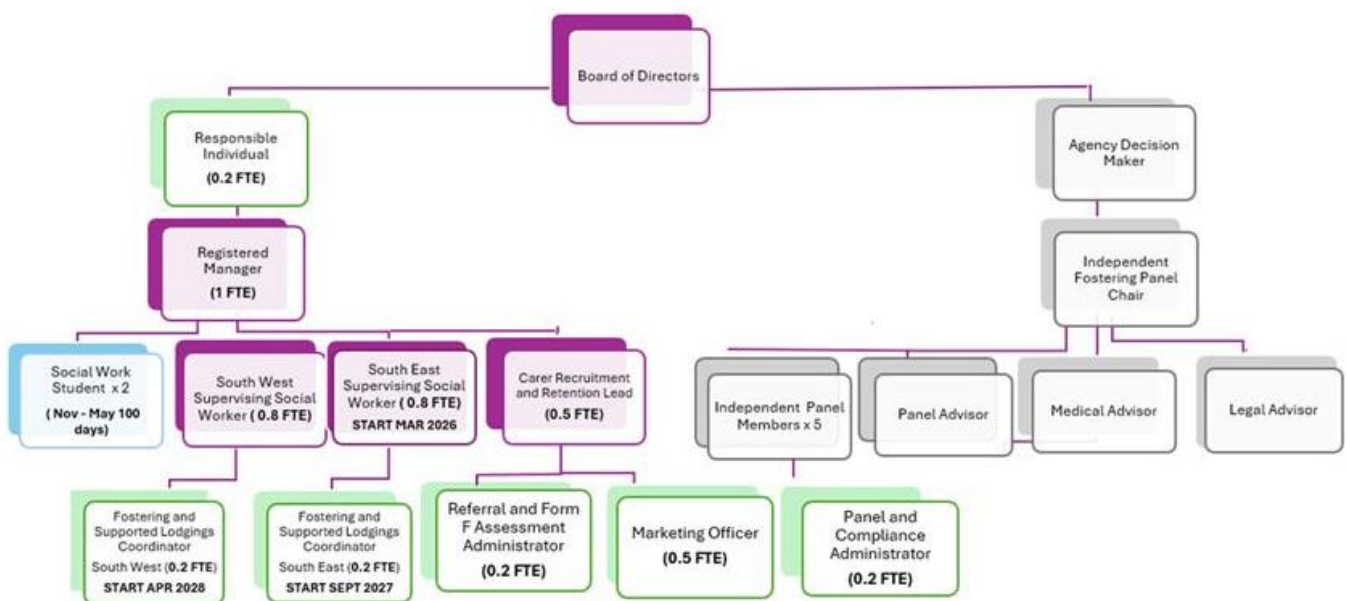 Board of Directors
Responsible
Individual
(0.2 FTE)
Agency Decision
Maker
Registered
Manager
(1 FTE)
Independent
Fostering Panel
Chair
Social Work
Student x 2
( Nov - May 100
days)
South West
Supervising Social
Worker ( 0.8 FTE)
South East
Supervising Social
Worker ( 0.8 FTE)
START MAR 2026
Carer Recruitment
and Retention Lead
(0.5 FTE)
Independent Panel
Members x 5
Panel Advisor
Medical Advisor
Legal Advisor
Fostering and
Supported Lodgings
Coordinator
South West (0.2 FTE)
START APR 2028
Fostering and
Supported Lodgings
Coordinator
South East (0.2 FTE)
START SEPT 2027
Referral and Form
F Assessment
Administrator
(0.2 FTE)
Marketing Officer
(0.5 FTE)
Panel and
Compliance
Administrator
(0.2 FTE)